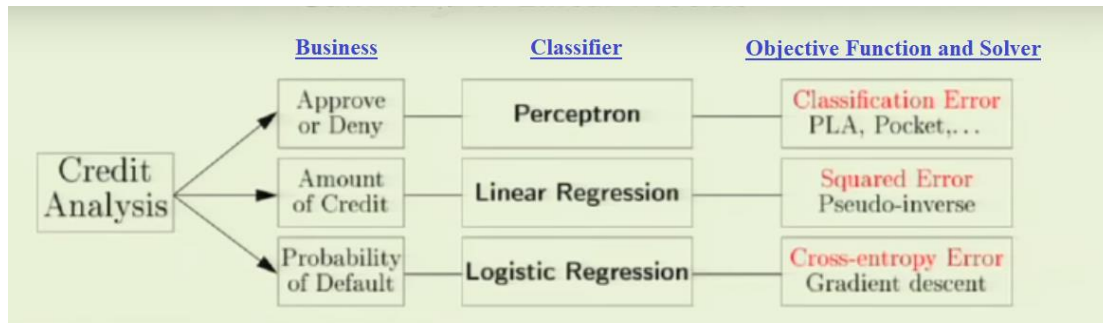 Business
Classifier
Objective Function and Solver
Credit
Analysis
Approve
or Deny
Perceptron
Classification Error
PLA, Pocket,...
Amount
of Credit
Linear Regression
Squared Error
Pseudo-inverse
Probability
of Default
Logistic Regression
Cross-entropy Error
Gradient descent